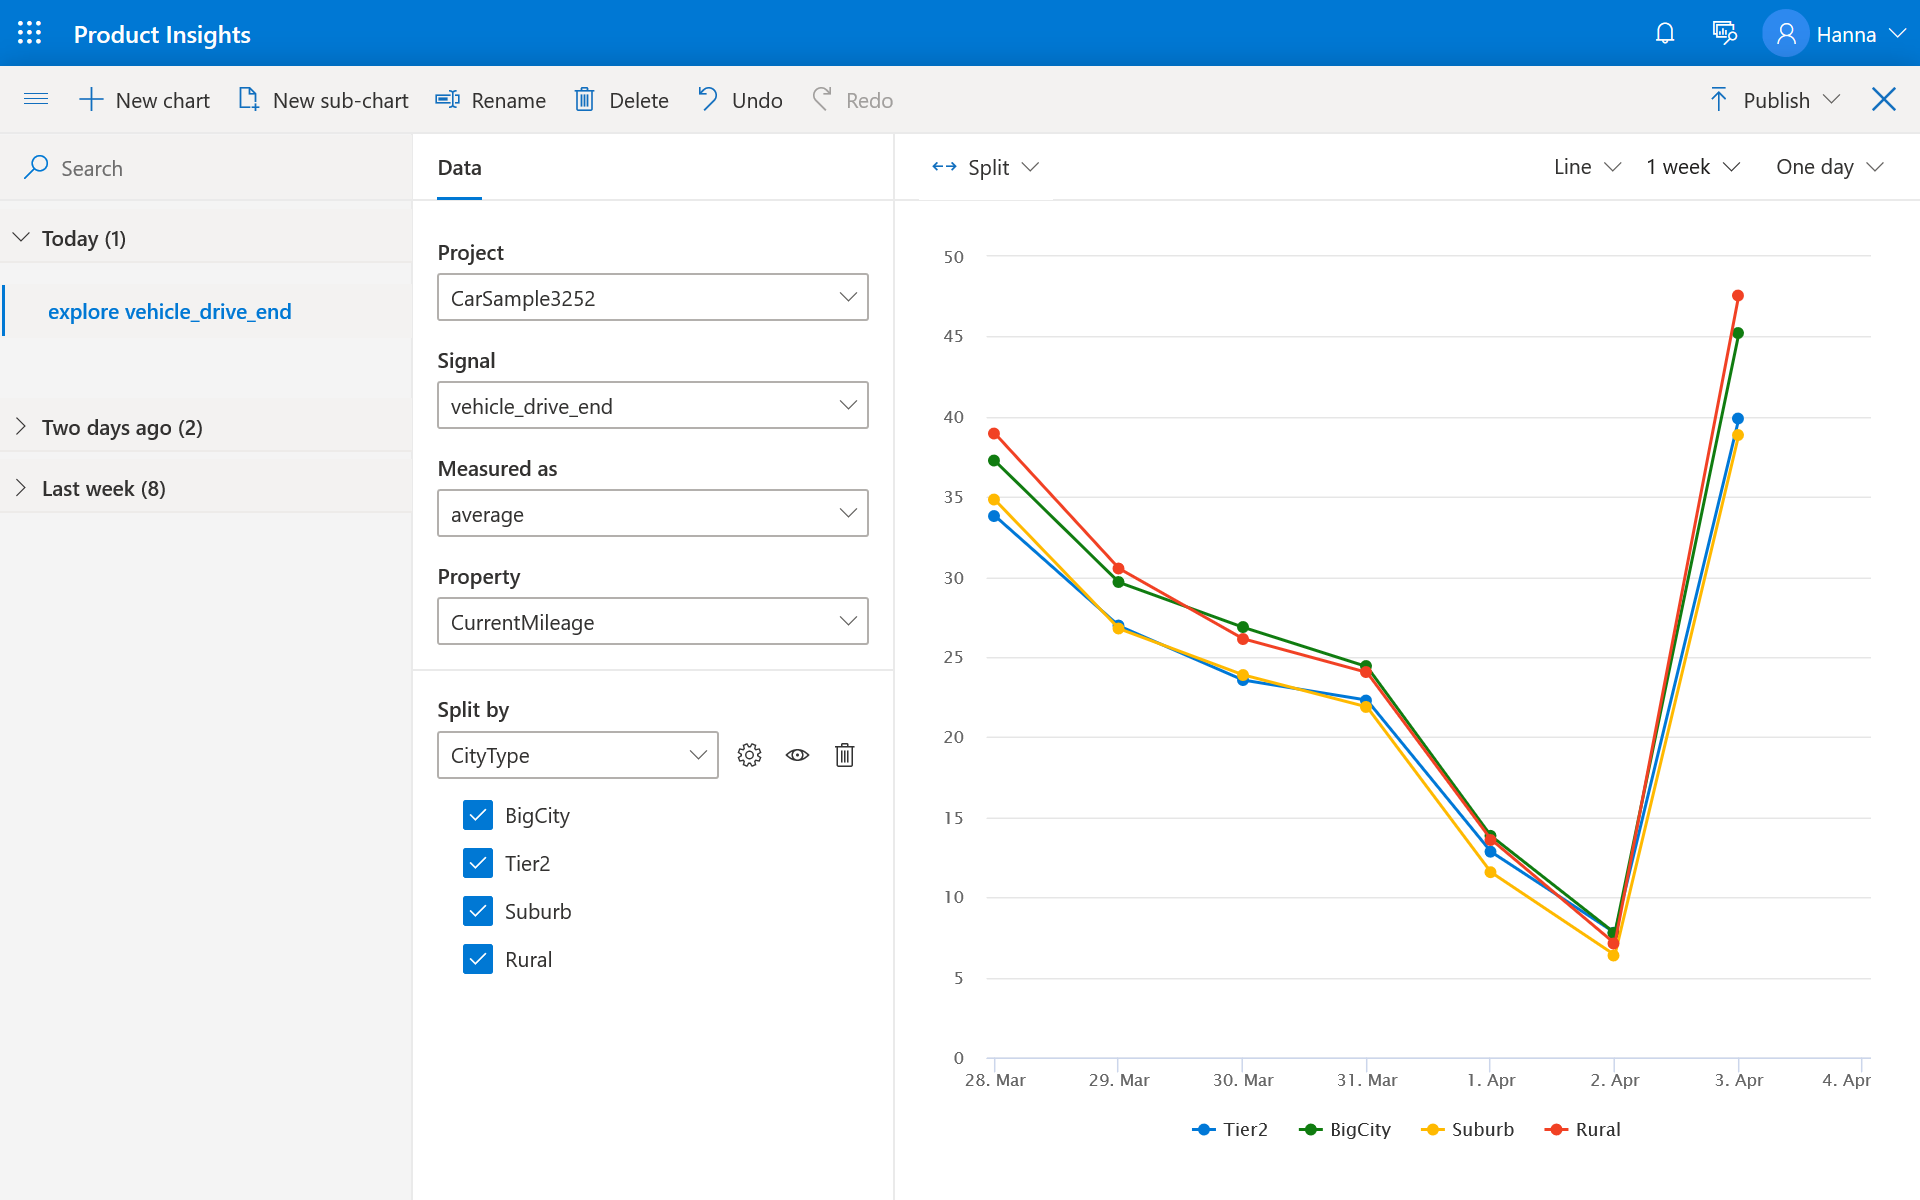 Product Insights
Hanna
New chart
New sub-chart
Rename
Delete
Undo
Redo
Publish
Search
Today (1)
explore vehicle_drive_end
Two days ago (2)
Last week (8)
Data
Project
CarSample3252
Signal
vehicle_drive_end
Measured as
average
Property
CurrentMileage
Split by
CityType
BigCity
Tier2
Suburb
Rural
Split
Line
1 week
One day
50
45
40
35
30
25
20
15
10
5
0
28. Mar
29. Mar
30. Mar
31. Mar
1. Apr
2. Apr
3. Apr
4. Apr
Tier2
BigCity
Suburb
Rural